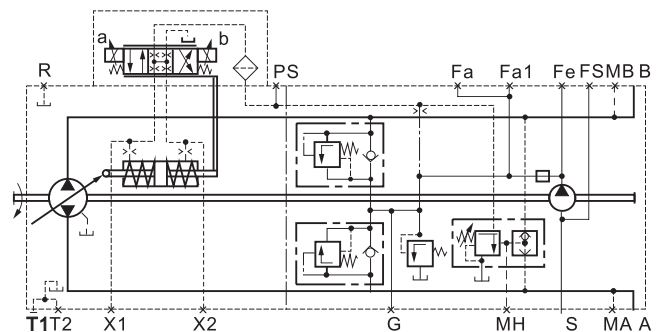 a b
R PS Fa Fa1 Fe FS MB B
T1 T2 X1 X2 G MH S MA A